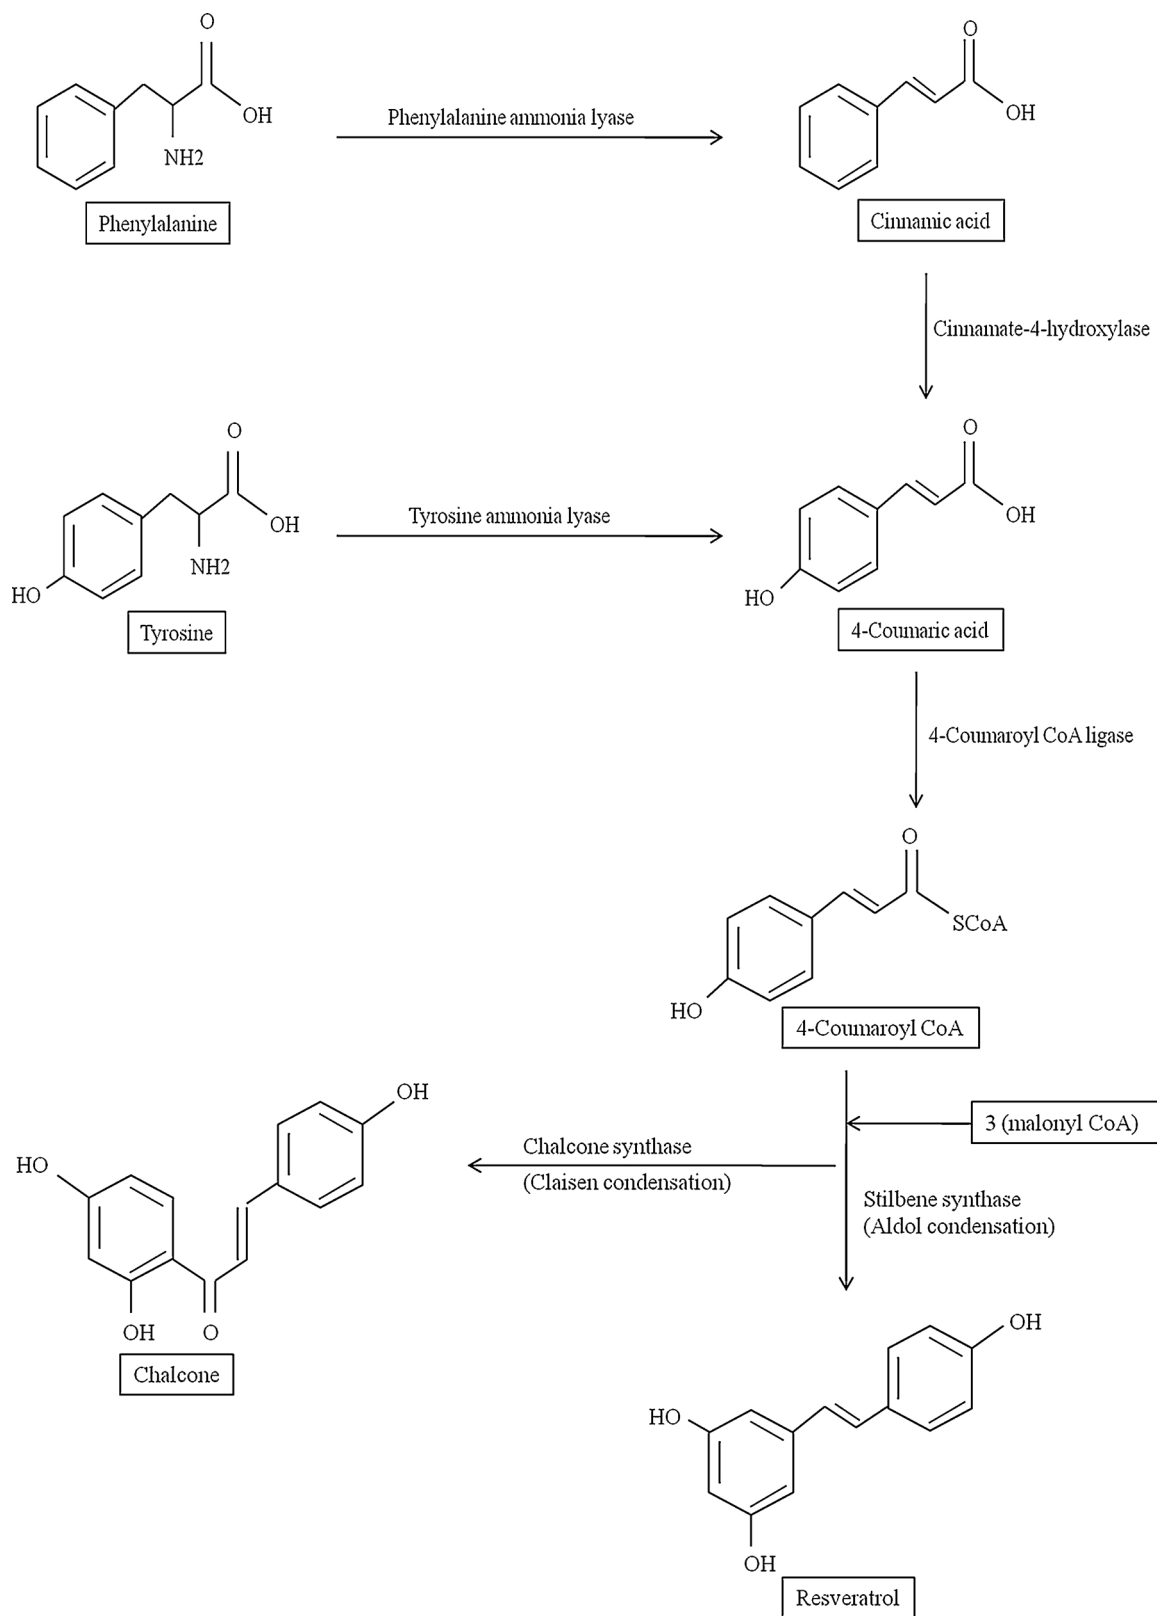 O
OH
NH2
Phenylalanine
Phenylalanine ammonia lyase
O
OH
Cinnamic acid
Cinnamate-4-hydroxylase
O
OH
NH2
HO
Tyrosine
Tyrosine ammonia lyase
O
OH
HO
4-Coumaric acid
4-Coumaroyl CoA ligase
O
SCoA
HO
4-Coumaroyl CoA
3 (malonyl CoA)
Chalcone synthase
(Claisen condensation)
Stilbene synthase
(Aldol condensation)
OH
HO
OH
O
Chalcone
OH
HO
OH
Resveratrol